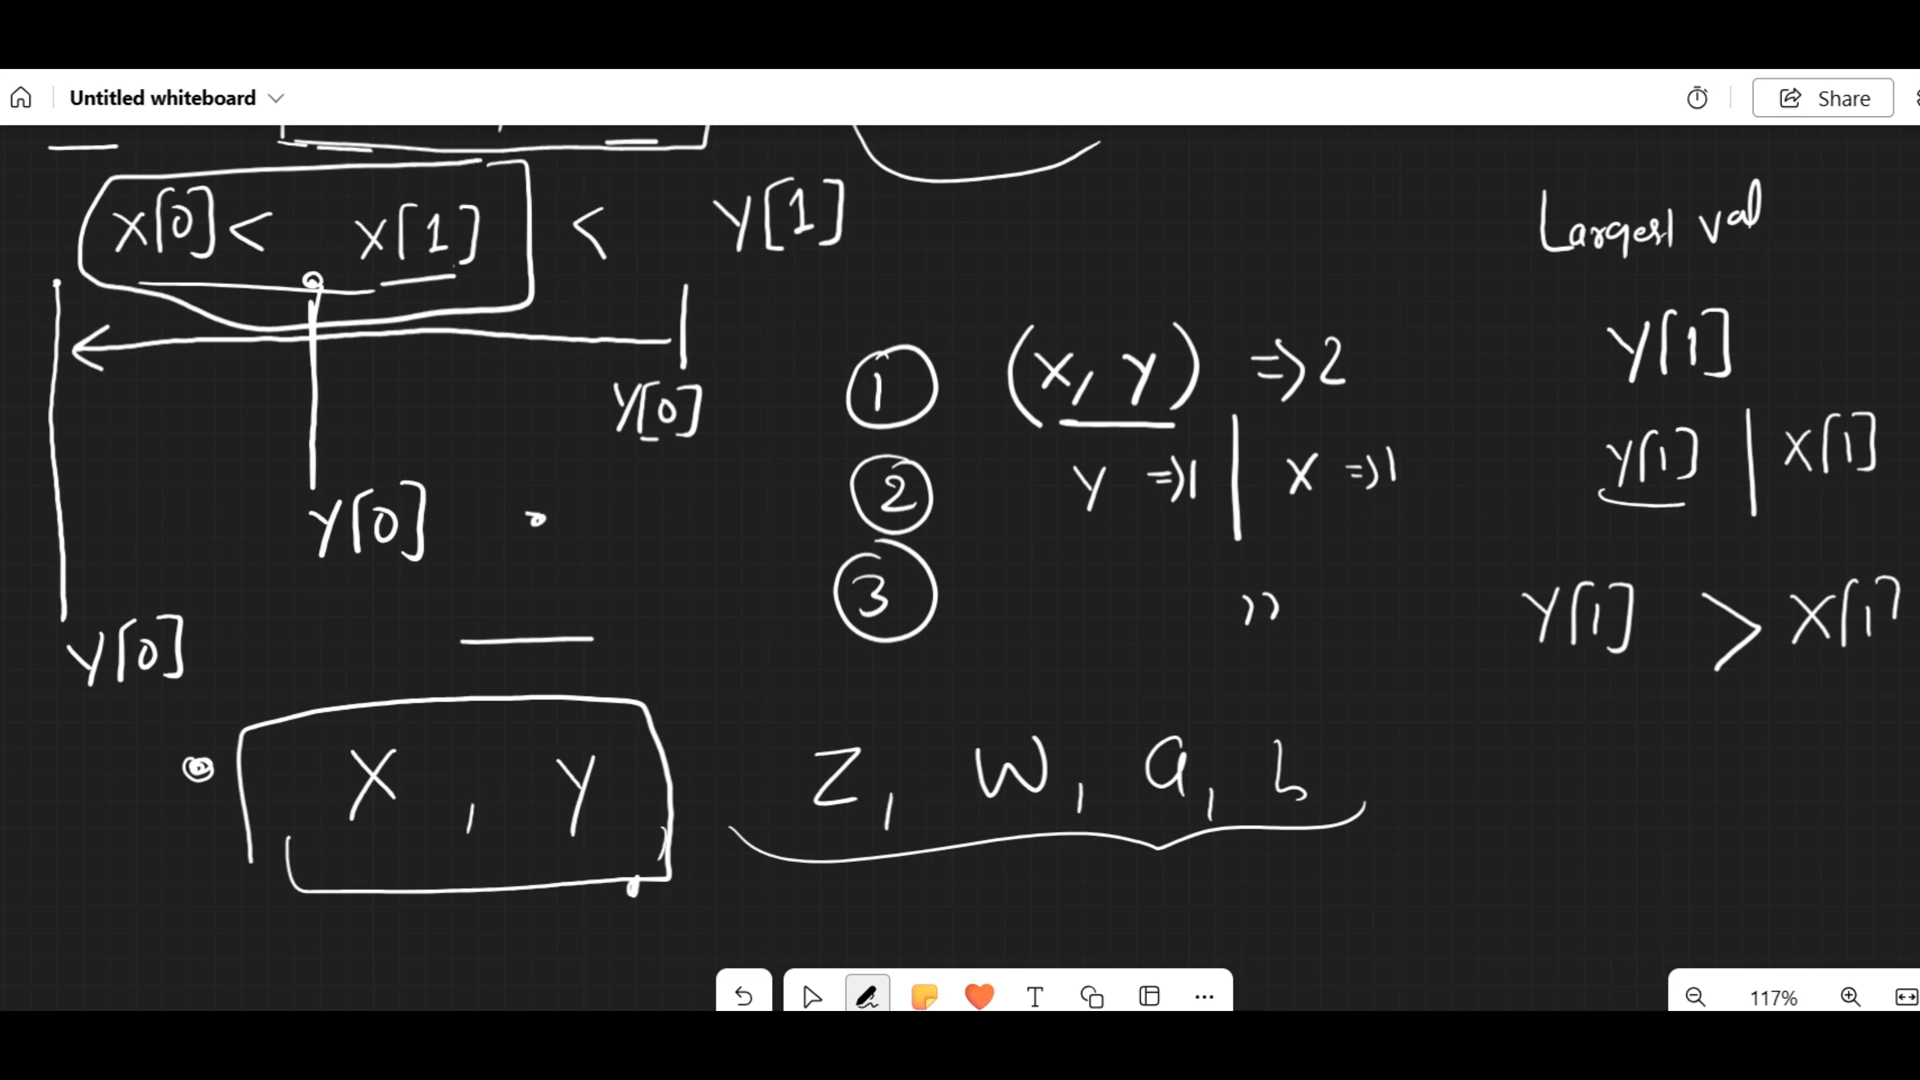 Untitled whiteboard
Share
X[0] < X[1] < Y[1]
Y[0]
Y[0]
Y[0]
1 (X, Y) => 2
2 Y => 1 | X => 1
3 ''
Largest val
Y[1]
Y[1] | X[1]
Y[1] > X[1]
X , Y Z, W, a, b
117%